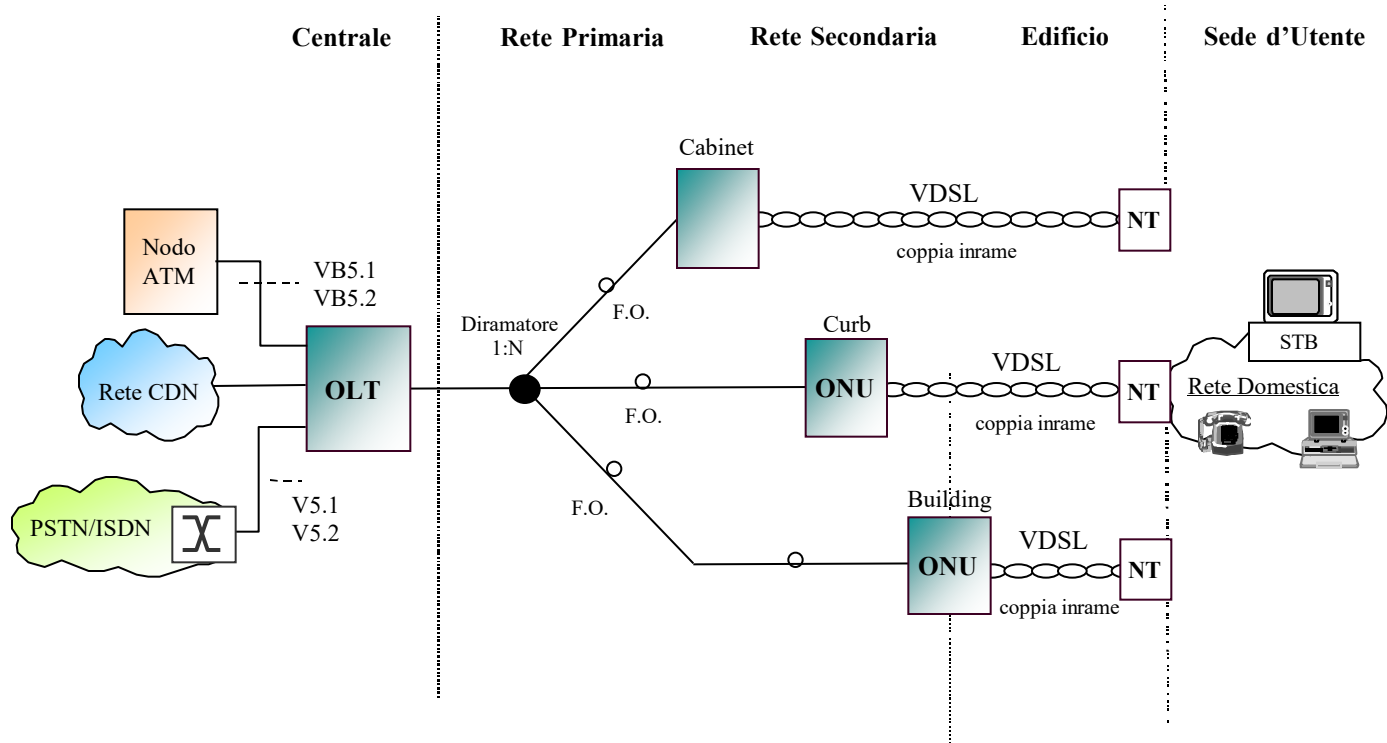 Centrale
Rete Primaria
Rete Secondaria
Edificio
Sede d'Utente
Cabinet
VDSL
NT
coppia inrame
Nodo
ATM
VB5.1
VB5.2
F.O.
Diramatore
1:N
Curb
STB
Rete CDN
OLT
ONU
VDSL
NT
Rete Domestica
F.O.
coppia inrame
F.O.
Building
V5.1
V5.2
PSTN/ISDN
VDSL
ONU
NT
coppia inrame